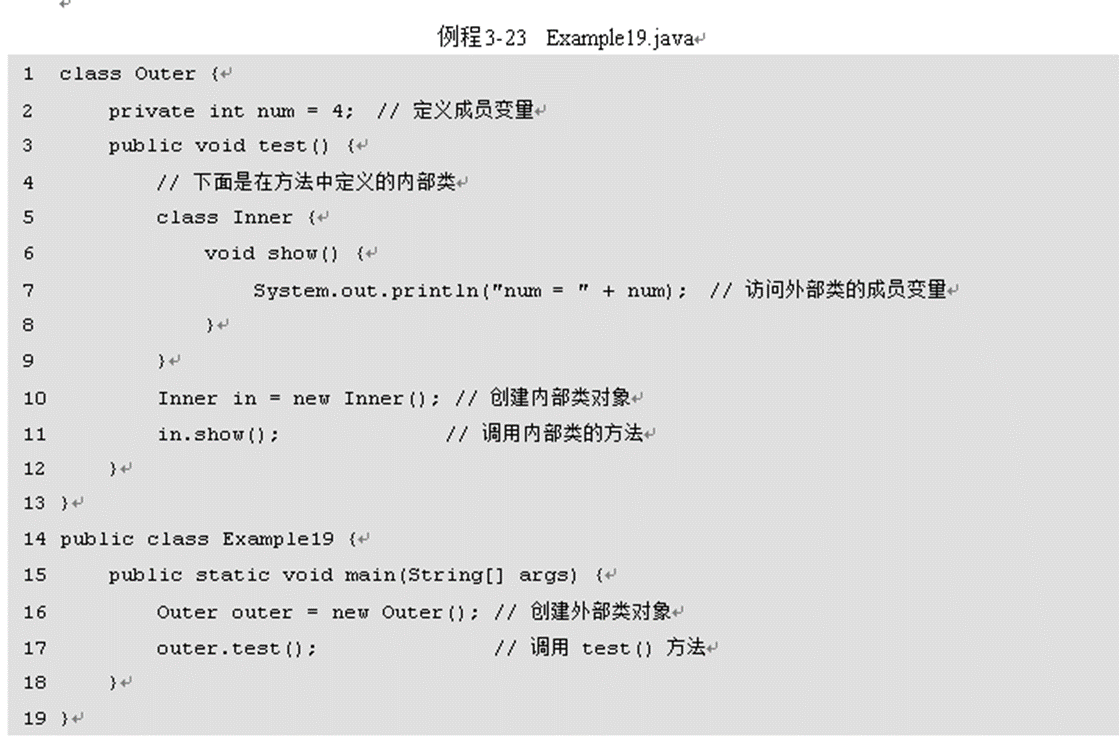 例程3-23 Example19.java
1 class Outer {
2     private int num = 4;  // 定义成员变量
3     public void test() {
4         // 下面是在方法中定义的内部类
5         class Inner {
6             void show() {
7                 System.out.println("num = " + num);  // 访问外部类的成员变量
8             }
9         }
10         Inner in = new Inner(); // 创建内部类对象
11         in.show();              // 调用内部类的方法
12     }
13 }
14 public class Example19 {
15     public static void main(String[] args) {
16         Outer outer = new Outer(); // 创建外部类对象
17         outer.test();              // 调用 test() 方法
18     }
19 }